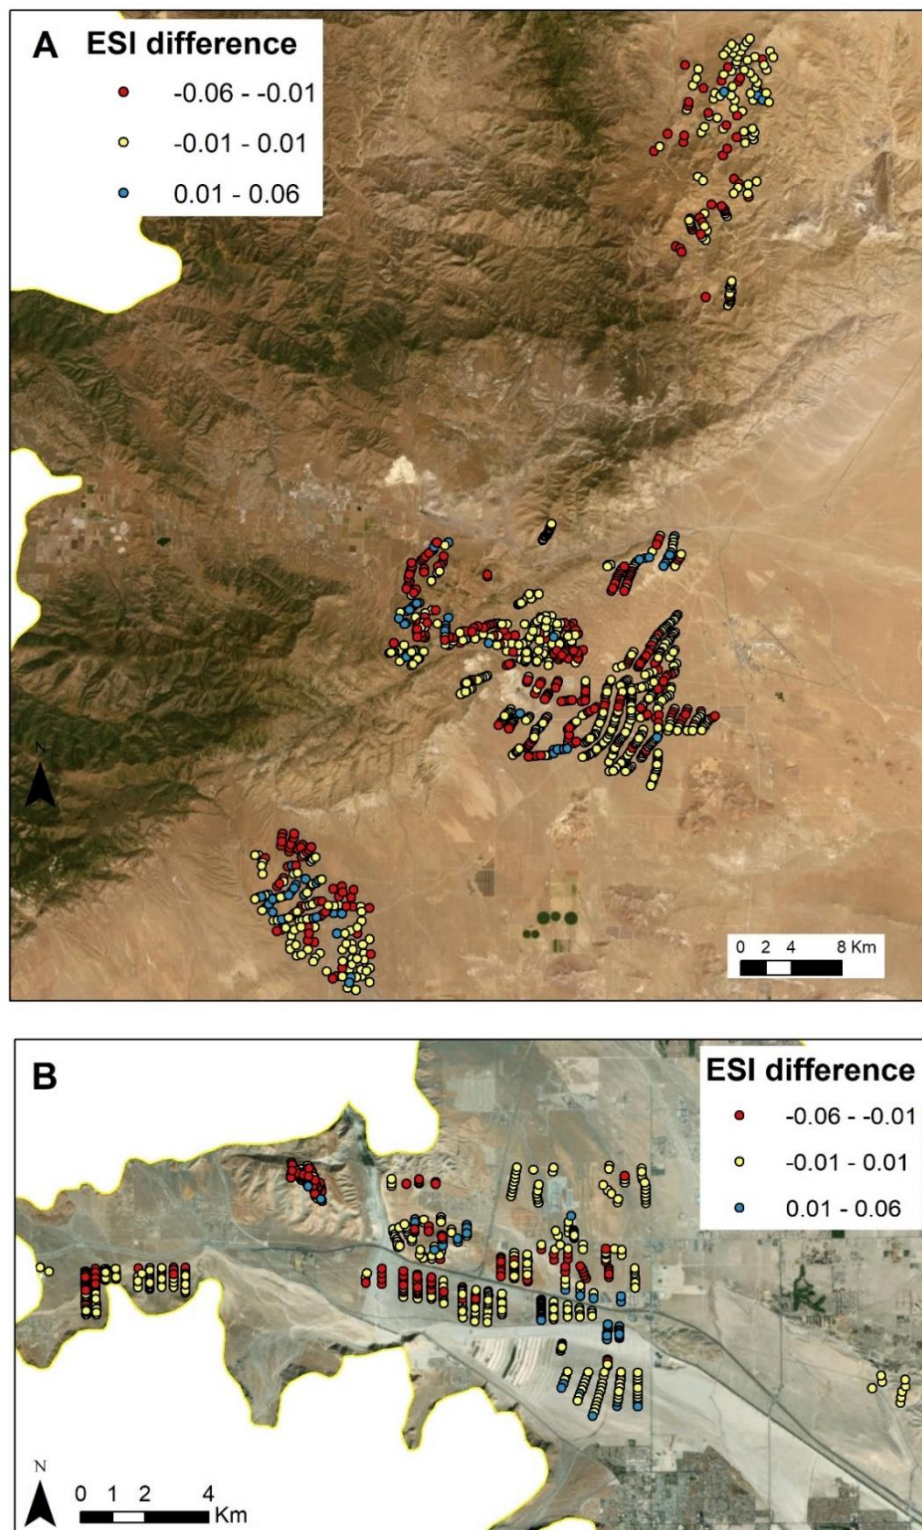 A ESI difference
-0.06 - -0.01
-0.01 - 0.01
0.01 - 0.06
N
0 2 4 8 Km
B ESI difference
-0.06 - -0.01
-0.01 - 0.01
0.01 - 0.06
N
0 1 2 4
Km